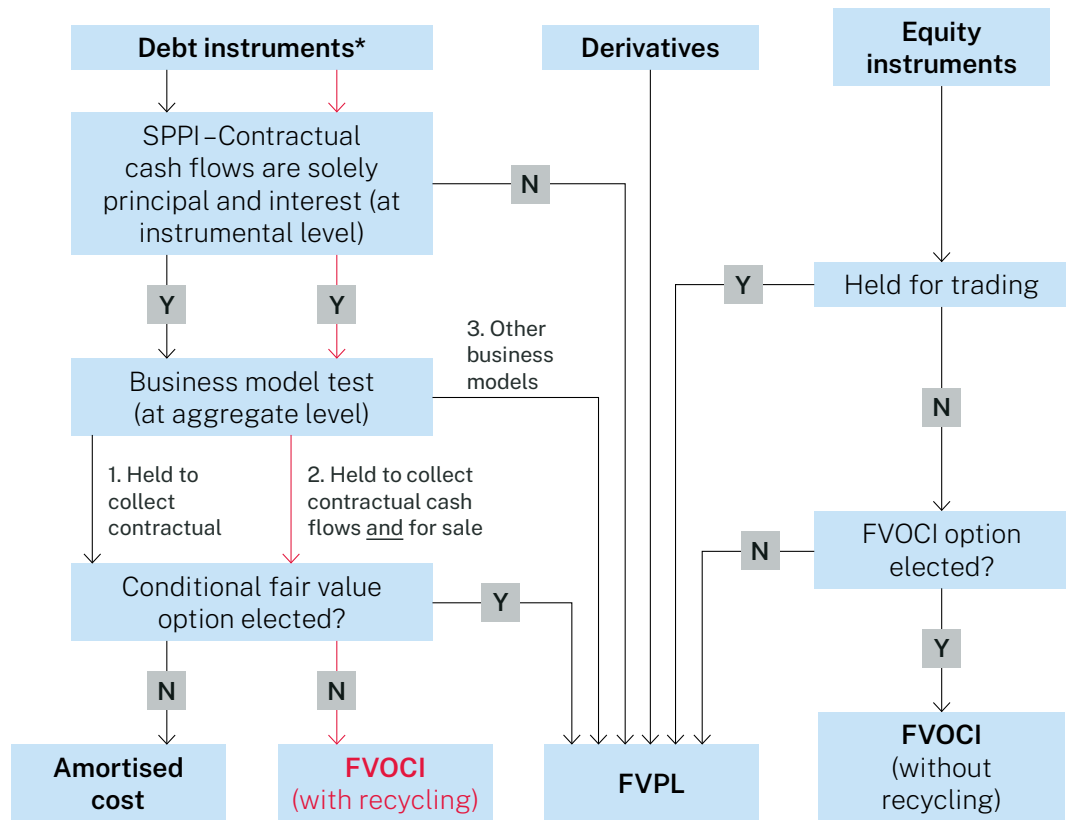 Debt instruments*
Derivatives
Equity
instruments
SPPI – Contractual
cash flows are solely
principal and interest (at
instrumental level)
N
Y
Y
Held for trading
Y
3. Other
business
models
Business model test
(at aggregate level)
N
1. Held to
collect
contractual
2. Held to collect
contractual cash
flows and for sale
FVOCI option
elected?
N
Conditional fair value
option elected?
Y
Y
N
N
Amortised
cost
FVOCI
(with recycling)
FVPL
FVOCI
(without
recycling)